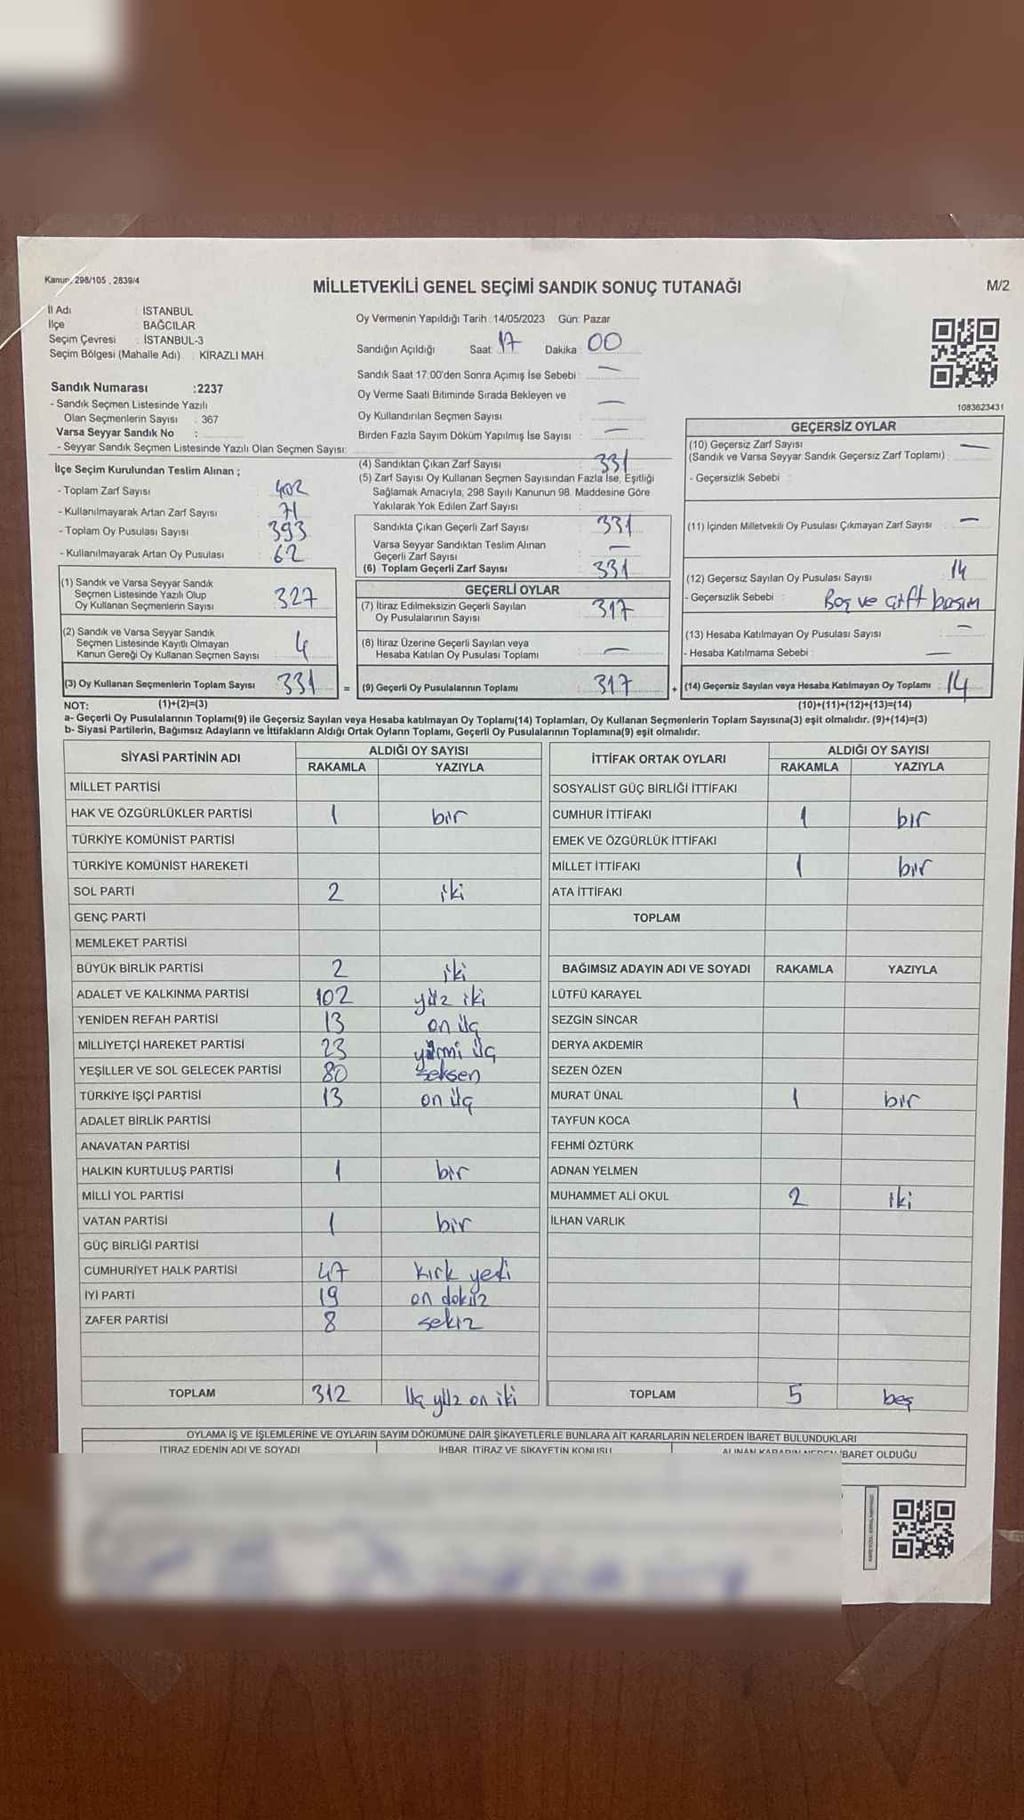 Kanun, 298/105 , 2839/4
MİLLETVEKİLİ GENEL SEÇİMİ SANDIK SONUÇ TUTANAĞI
M/2
İl Adı : İSTANBUL
İlçe : BAĞCILAR
Seçim Çevresi : İSTANBUL-3
Seçim Bölgesi (Mahalle Adı) : KİRAZLI MAH
Sandık Numarası :2237
- Sandık Seçmen Listesinde Yazılı
Olan Seçmenlerin Sayısı : 367
Varsa Seyyar Sandık No :
- Seyyar Sandık Seçmen Listesinde Yazılı Olan Seçmen Sayısı:
Oy Vermenin Yapıldığı Tarih :14/05/2023 Gün: Pazar
Sandığın Açıldığı Saat: 17 Dakika: 00
Sandık Saat 17.00'den Sonra Açımış İse Sebebi : —
Oy Verme Saati Bitiminde Sırada Bekleyen ve
Oy Kullandırılan Seçmen Sayısı : —
Birden Fazla Sayım Döküm Yapılmış İse Sayısı : —
1083623431
İlçe Seçim Kurulundan Teslim Alınan ;
- Toplam Zarf Sayısı : 402
- Kullanılmayarak Artan Zarf Sayısı : 71
- Toplam Oy Pusulası Sayısı : 393
- Kullanılmayarak Artan Oy Pusulası : 62
(1) Sandık ve Varsa Seyyar Sandık
Seçmen Listesinde Yazılı Olup
Oy Kullanan Seçmenlerin Sayısı : 327
(2) Sandık ve Varsa Seyyar Sandık
Seçmen Listesinde Kayıtlı Olmayan
Kanun Gereği Oy Kullanan Seçmen Sayısı : 4
(3) Oy Kullanan Seçmenlerin Toplam Sayısı : 331 =
(4) Sandıktan Çıkan Zarf Sayısı : 331
(5) Zarf Sayısı Oy Kullanan Seçmen Sayısından Fazla İse, Eşitliği
Sağlamak Amacıyla, 298 Sayılı Kanunun 98. Maddesine Göre
Yakılarak Yok Edilen Zarf Sayısı :
Sandıkta Çıkan Geçerli Zarf Sayısı : 331
Varsa Seyyar Sandıktan Teslim Alınan
Geçerli Zarf Sayısı : —
(6) Toplam Geçerli Zarf Sayısı : 331
GEÇERLİ OYLAR
(7) İtiraz Edilmeksizin Geçerli Sayılan
Oy Pusulalarının Sayısı : 317
(8) İtiraz Üzerine Geçerli Sayılan veya
Hesaba Katılan Oy Pusulası Toplamı : —
(9) Geçerli Oy Pusulalarının Toplamı : 317 +
GEÇERSİZ OYLAR
(10) Geçersiz Zarf Sayısı : —
(Sandık ve Varsa Seyyar Sandık Geçersiz Zarf Toplamı)
- Geçersizlik Sebebi :
(11) İçinden Milletvekili Oy Pusulası Çıkmayan Zarf Sayısı : —
(12) Geçersiz Sayılan Oy Pusulası Sayısı : 14
- Geçersizlik Sebebi : Boş ve çift basım
(13) Hesaba Katılmayan Oy Pusulası Sayısı : —
- Hesaba Katılmama Sebebi : —
(14) Geçersiz Sayılan veya Hesaba Katılmayan Oy Toplamı : 14
NOT: (1)+(2)=(3) (10)+(11)+(12)+(13)=(14)
a- Geçerli Oy Pusulalarının Toplamı(9) ile Geçersiz Sayılan veya Hesaba katılmayan Oy Toplamı(14) Toplamları, Oy Kullanan Seçmenlerin Toplam Sayısına(3) eşit olmalıdır. (9)+(14)=(3)
b- Siyasi Partilerin, Bağımsız Adayların ve İttifakların Aldığı Ortak Oyların Toplamı, Geçerli Oy Pusulalarının Toplamına(9) eşit olmalıdır.
SİYASİ PARTİNİN ADI ALDIĞI OY SAYISI
RAKAMLA YAZIYLA
MİLLET PARTİSİ
HAK VE ÖZGÜRLÜKLER PARTİSİ 1 bir
TÜRKİYE KOMÜNİST PARTİSİ
TÜRKİYE KOMÜNİST HAREKETİ
SOL PARTİ 2 iki
GENÇ PARTİ
MEMLEKET PARTİSİ
BÜYÜK BİRLİK PARTİSİ 2 iki
ADALET VE KALKINMA PARTİSİ 102 yüz iki
YENİDEN REFAH PARTİSİ 13 on üç
MİLLİYETÇİ HAREKET PARTİSİ 23 yirmi üç
YEŞİLLER VE SOL GELECEK PARTİSİ 80 seksen
TÜRKİYE İŞÇİ PARTİSİ 13 on üç
ADALET BİRLİK PARTİSİ
ANAVATAN PARTİSİ
HALKIN KURTULUŞ PARTİSİ 1 bir
MİLLİ YOL PARTİSİ
VATAN PARTİSİ 1 bir
GÜÇ BİRLİĞİ PARTİSİ
CUMHURİYET HALK PARTİSİ 47 kırk yedi
İYİ PARTİ 19 on dokuz
ZAFER PARTİSİ 8 sekiz
TOPLAM 312 üç yüz on iki
İTTİFAK ORTAK OYLARI ALDIĞI OY SAYISI
RAKAMLA YAZIYLA
SOSYALİST GÜÇ BİRLİĞİ İTTİFAKI
CUMHUR İTTİFAKI 1 bir
EMEK VE ÖZGÜRLÜK İTTİFAKI
MİLLET İTTİFAKI 1 bir
ATA İTTİFAKI
TOPLAM
BAĞIMSIZ ADAYIN ADI VE SOYADI RAKAMLA YAZIYLA
LÜTFÜ KARAYEL
SEZGİN SİNCAR
DERYA AKDEMİR
SEZEN ÖZEN
MURAT ÜNAL 1 bir
TAYFUN KOCA
FEHMİ ÖZTÜRK
ADNAN YELMEN
MUHAMMET ALİ OKUL 2 iki
İLHAN VARLIK
TOPLAM 5 beş
OYLAMA İŞ VE İŞLEMLERİNE VE OYLARIN SAYIM DÖKÜMÜNE DAİR ŞİKAYETLERLE BUNLARA AİT KARARLARIN NELERDEN İBARET BULUNDUKLARI
İTİRAZ EDENİN ADI VE SOYADI İHBAR, İTİRAZ VE ŞİKAYETİN KONUSU ALINAN KARARIN NEDEN İBARET OLDUĞU